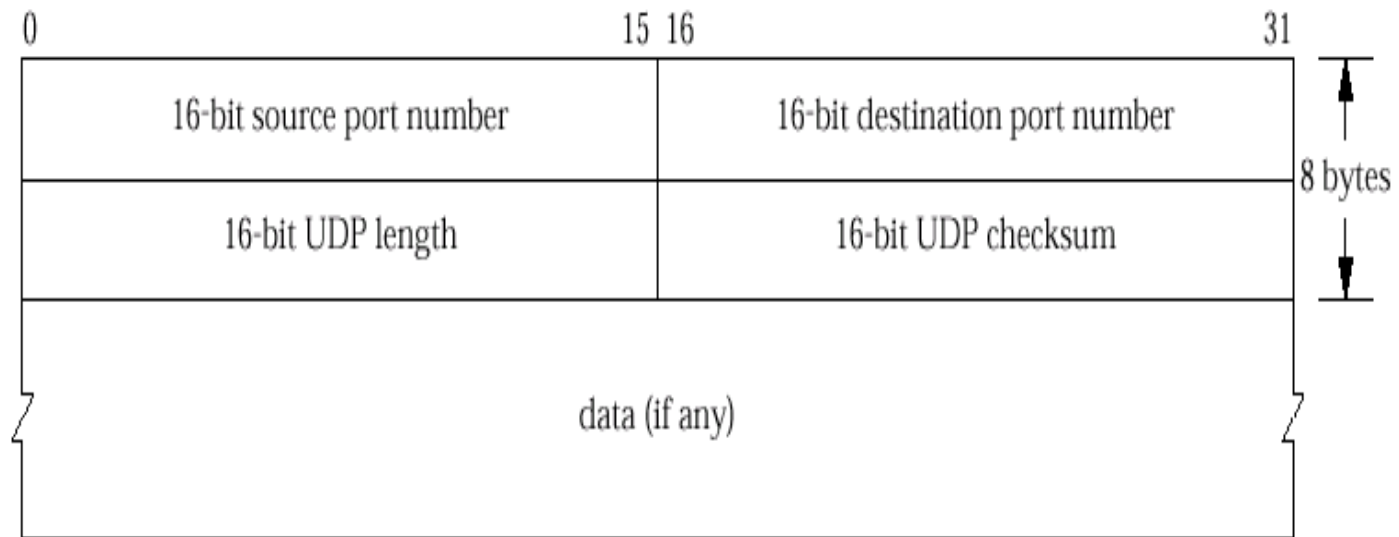 0 15 16 31
16-bit source port number 16-bit destination port number
8 bytes
16-bit UDP length 16-bit UDP checksum
data (if any)